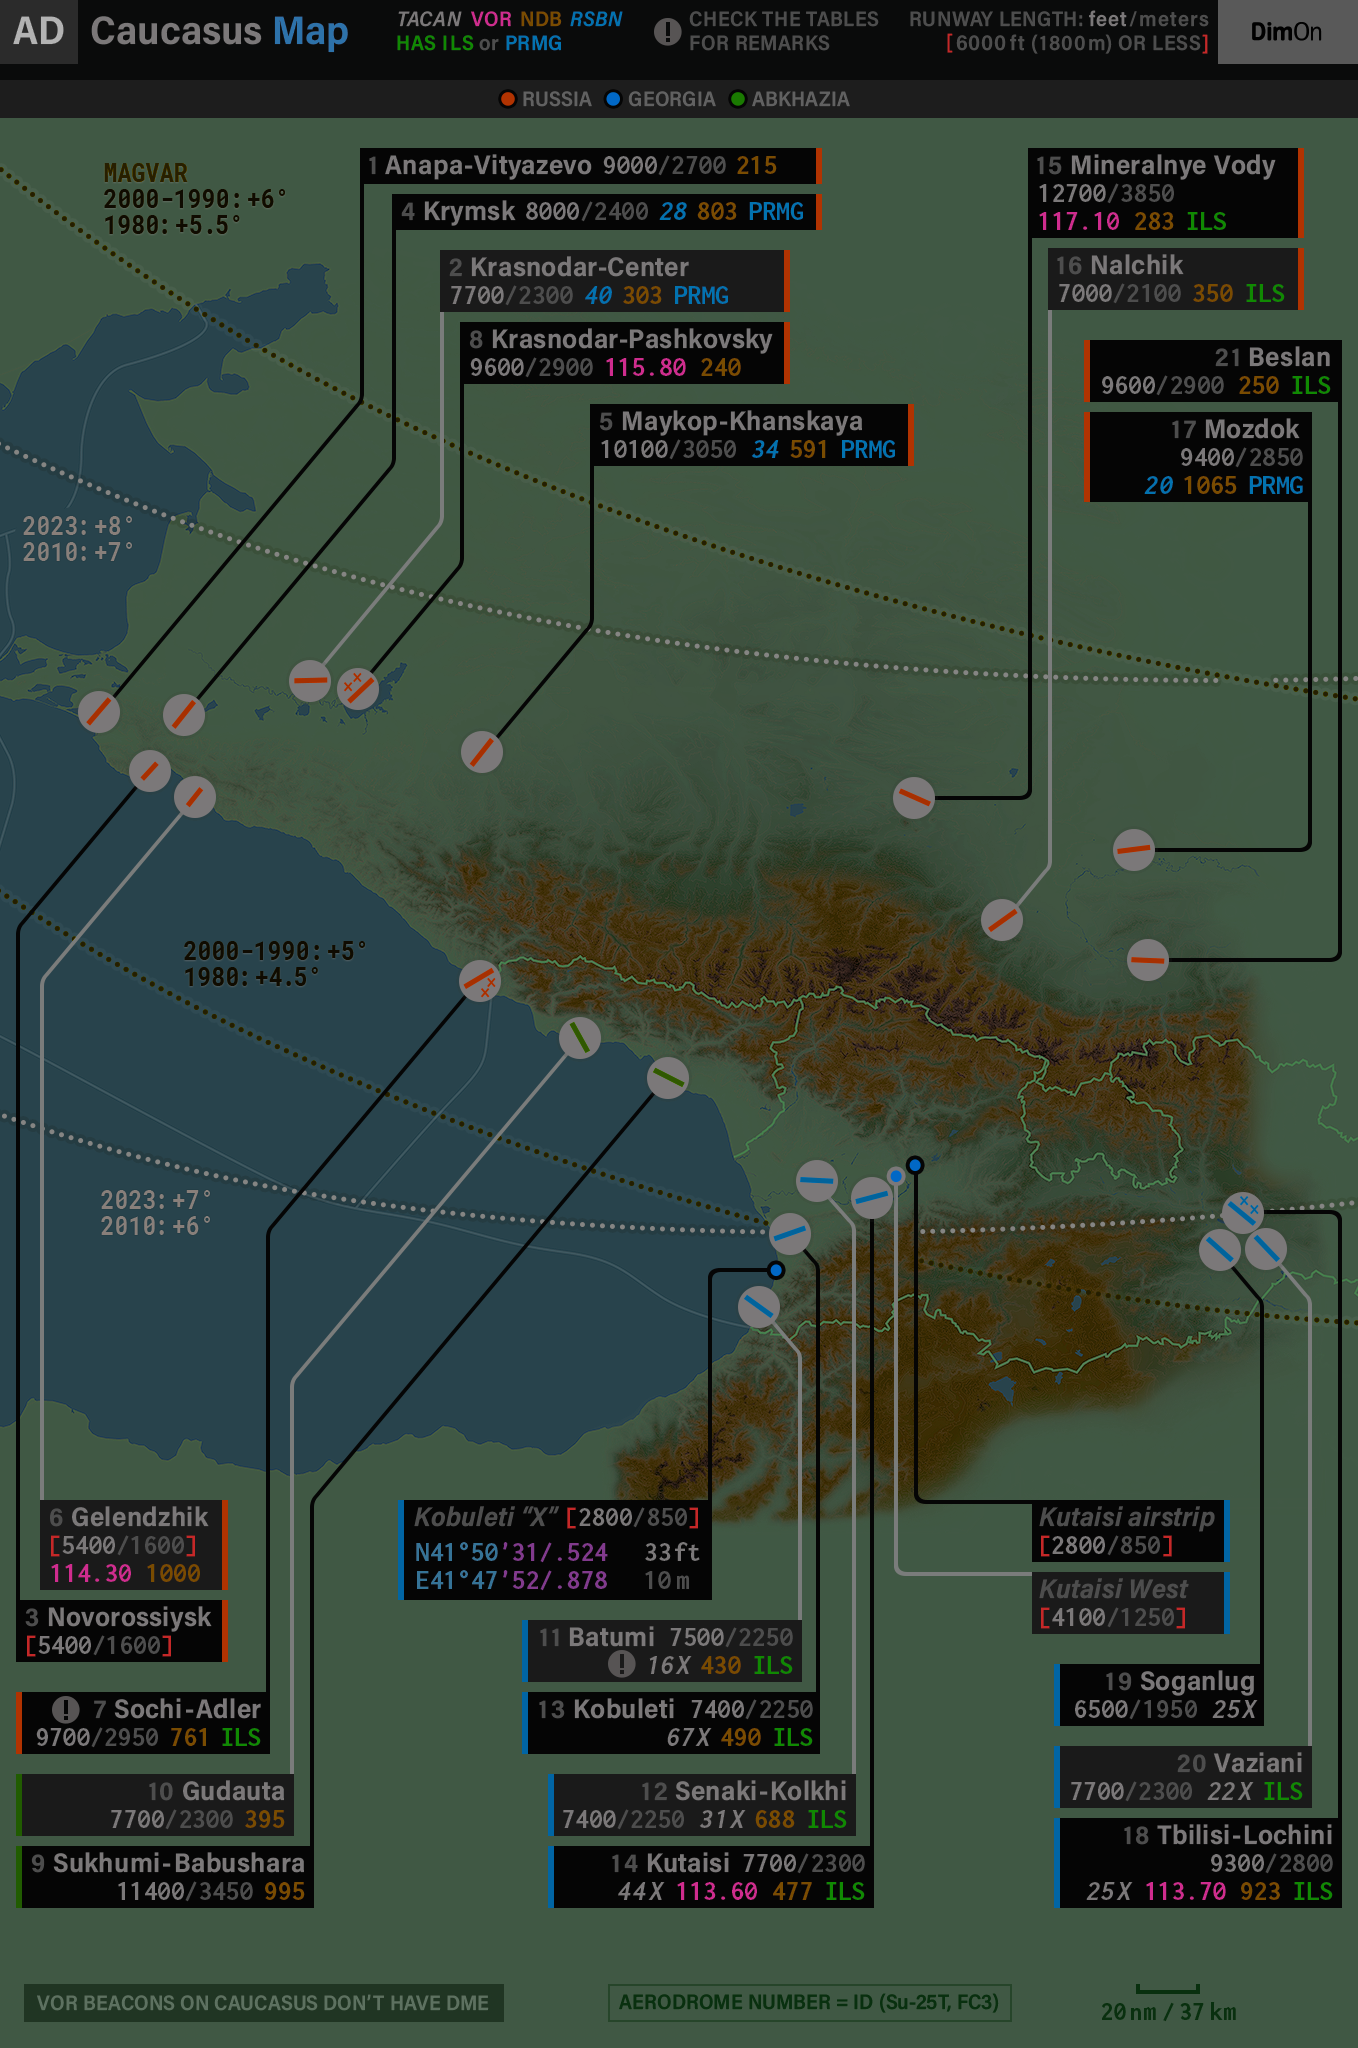 AD Caucasus Map
TACAN VOR NDB RSBN
HAS ILS or PRMG
! CHECK THE TABLES
FOR REMARKS
RUNWAY LENGTH: feet/meters
[6000 ft (1800 m) OR LESS]
DimOn
RUSSIA GEORGIA ABKHAZIA
MAGVAR
2000-1990: +6°
1980: +5.5°
1 Anapa-Vityazevo 9000/2700 215
4 Krymsk 8000/2400 28 803 PRMG
2 Krasnodar-Center
7700/2300 40 303 PRMG
8 Krasnodar-Pashkovsky
9600/2900 115.80 240
5 Maykop-Khanskaya
10100/3050 34 591 PRMG
15 Mineralnye Vody
12700/3850
117.10 283 ILS
16 Nalchik
7000/2100 350 ILS
21 Beslan
9600/2900 250 ILS
17 Mozdok
9400/2850
20 1065 PRMG
2023: +8°
2010: +7°
2000-1990: +5°
1980: +4.5°
2023: +7°
2010: +6°
6 Gelendzhik
[5400/1600]
114.30 1000
3 Novorossiysk
[5400/1600]
! 7 Sochi-Adler
9700/2950 761 ILS
10 Gudauta
7700/2300 395
9 Sukhumi-Babushara
11400/3450 995
Kobuleti “X” [2800/850]
N41°50'31/.524 33 ft
E41°47'52/.878 10 m
11 Batumi 7500/2250
! 16X 430 ILS
13 Kobuleti 7400/2250
67X 490 ILS
12 Senaki-Kolkhi
7400/2250 31X 688 ILS
14 Kutaisi 7700/2300
44X 113.60 477 ILS
Kutaisi airstrip
[2800/850]
Kutaisi West
[4100/1250]
19 Soganlug
6500/1950 25X
20 Vaziani
7700/2300 22X ILS
18 Tbilisi-Lochini
9300/2800
25X 113.70 923 ILS
VOR BEACONS ON CAUCASUS DON’T HAVE DME
AERODROME NUMBER = ID (Su-25T, FC3)
20 nm / 37 km